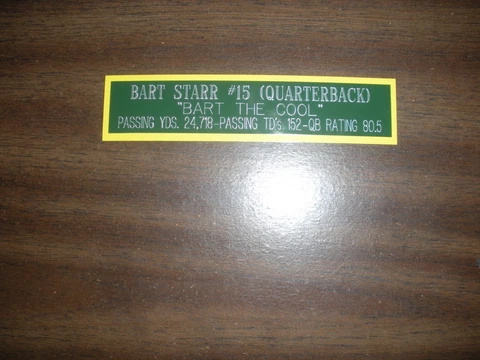 BART STARR #15 (QUARTERBACK)
"BART THE COOL"
PASSING YDS. 24,718-PASSING TD's. 152-QB RATING 80.5